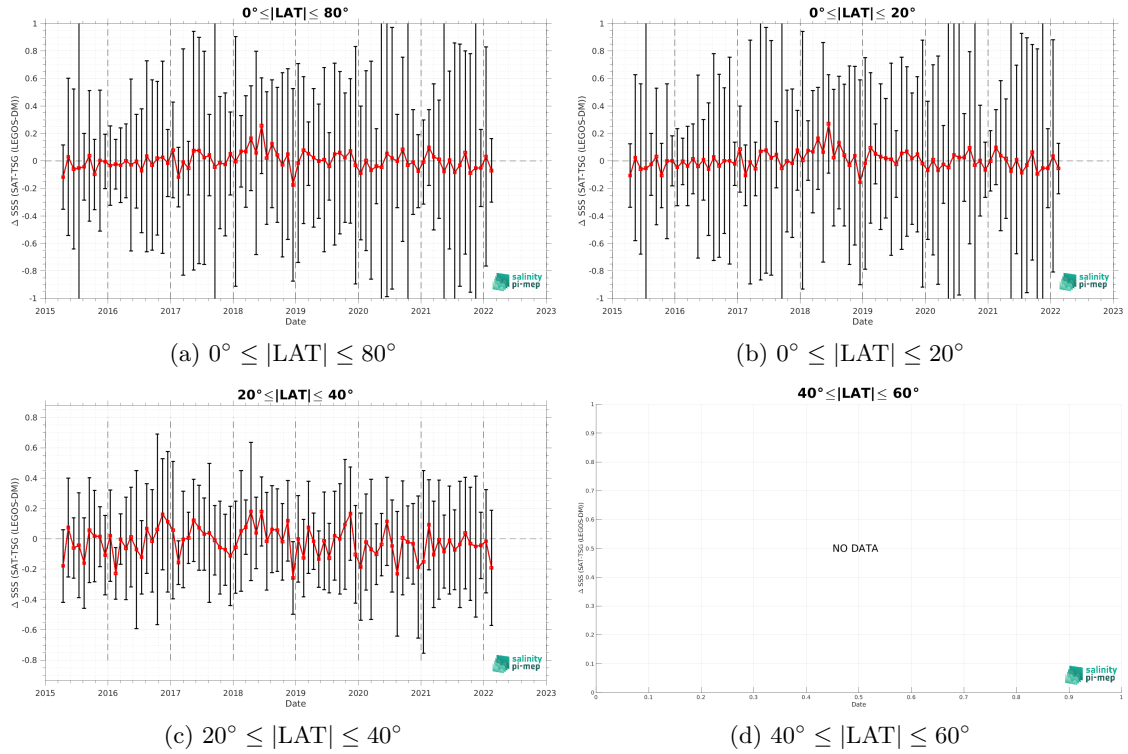 0°≤|LAT|≤ 80°
Δ SSS (SAT-TSG (LEGOS-DM))
1
0.8
0.6
0.4
0.2
0
-0.2
-0.4
-0.6
-0.8
-1
2015 2016 2017 2018 2019 2020 2021 2022 2023
Date
salinity
pi-mep
(a) 0° ≤ |LAT| ≤ 80°
0°≤|LAT|≤ 20°
Δ SSS (SAT-TSG (LEGOS-DM))
1
0.8
0.6
0.4
0.2
0
-0.2
-0.4
-0.6
-0.8
-1
2015 2016 2017 2018 2019 2020 2021 2022 2023
Date
salinity
pi-mep
(b) 0° ≤ |LAT| ≤ 20°
20°≤|LAT|≤ 40°
Δ SSS (SAT-TSG (LEGOS-DM))
0.8
0.6
0.4
0.2
0
-0.2
-0.4
-0.6
-0.8
2015 2016 2017 2018 2019 2020 2021 2022 2023
Date
salinity
pi-mep
(c) 20° ≤ |LAT| ≤ 40°
40°≤|LAT|≤ 60°
Δ SSS (SAT-TSG (LEGOS-DM))
1
0.9
0.8
0.7
0.6
0.5
0.4
0.3
0.2
0.1
0
NO DATA
0 0.1 0.2 0.3 0.4 0.5 0.6 0.7 0.8 0.9 1
Date
salinity
pi-mep
(d) 40° ≤ |LAT| ≤ 60°